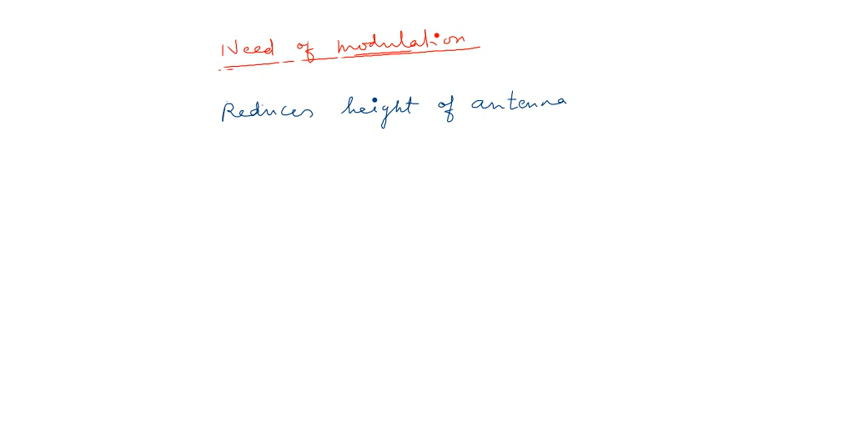 Need of modulation
Reduces height of antenna